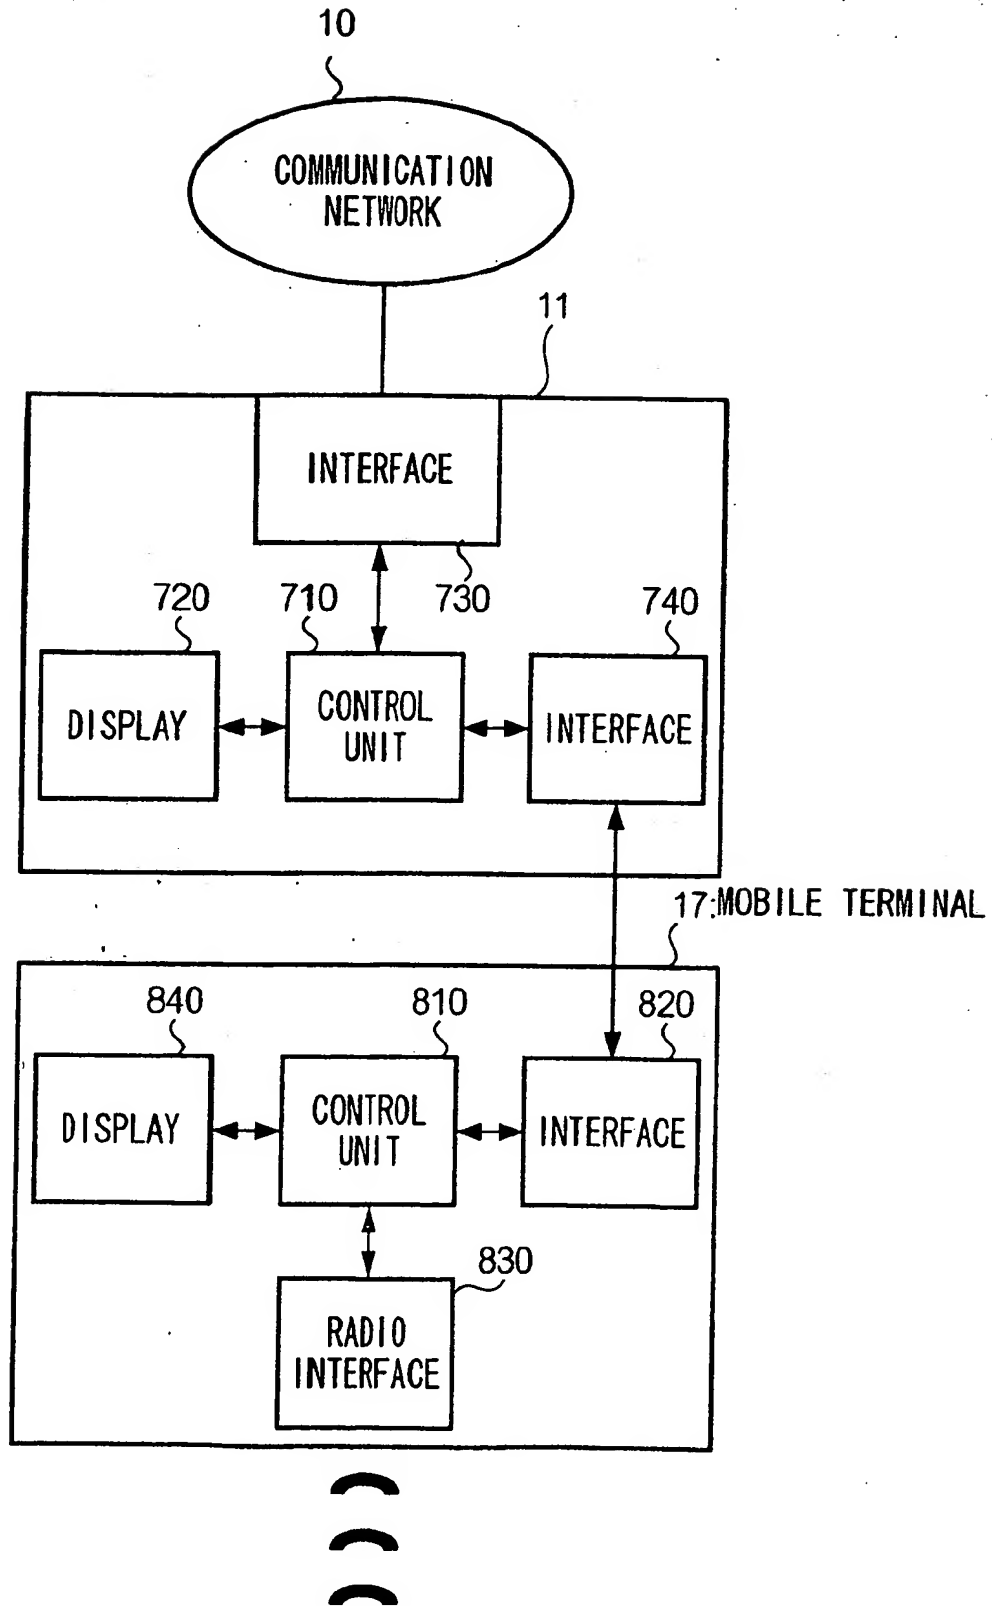 10
COMMUNICATION
NETWORK
11
INTERFACE
720
710
730
740
DISPLAY
CONTROL
UNIT
INTERFACE
17:MOBILE TERMINAL
840
810
820
DISPLAY
CONTROL
UNIT
INTERFACE
830
RADIO
INTERFACE